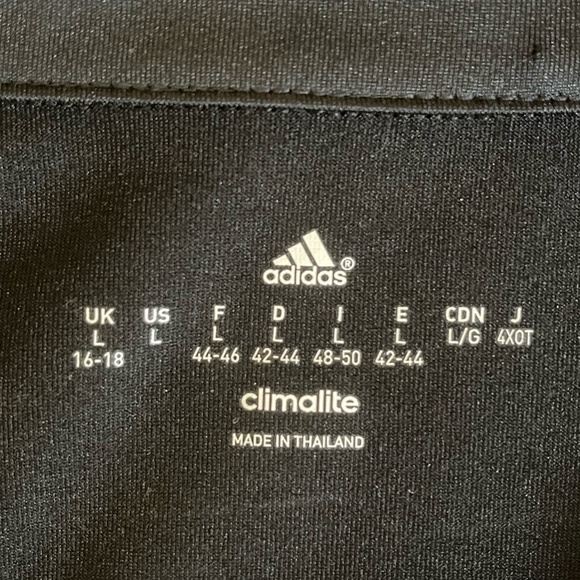 adidas®
UK US F D I E CDN J
L L L L L L L/G 4XOT
16-18 44-46 42-44 48-50 42-44
climalite
MADE IN THAILAND